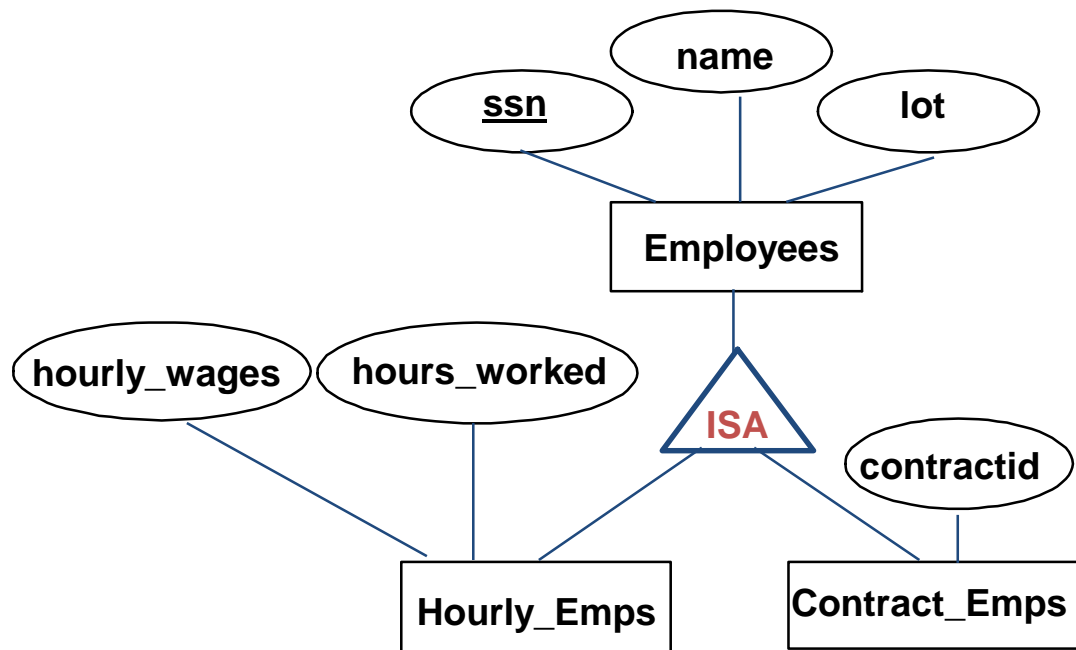 name
ssn
lot
Employees
hourly_wages
hours_worked
ISA
contractid
Hourly_Emps
Contract_Emps